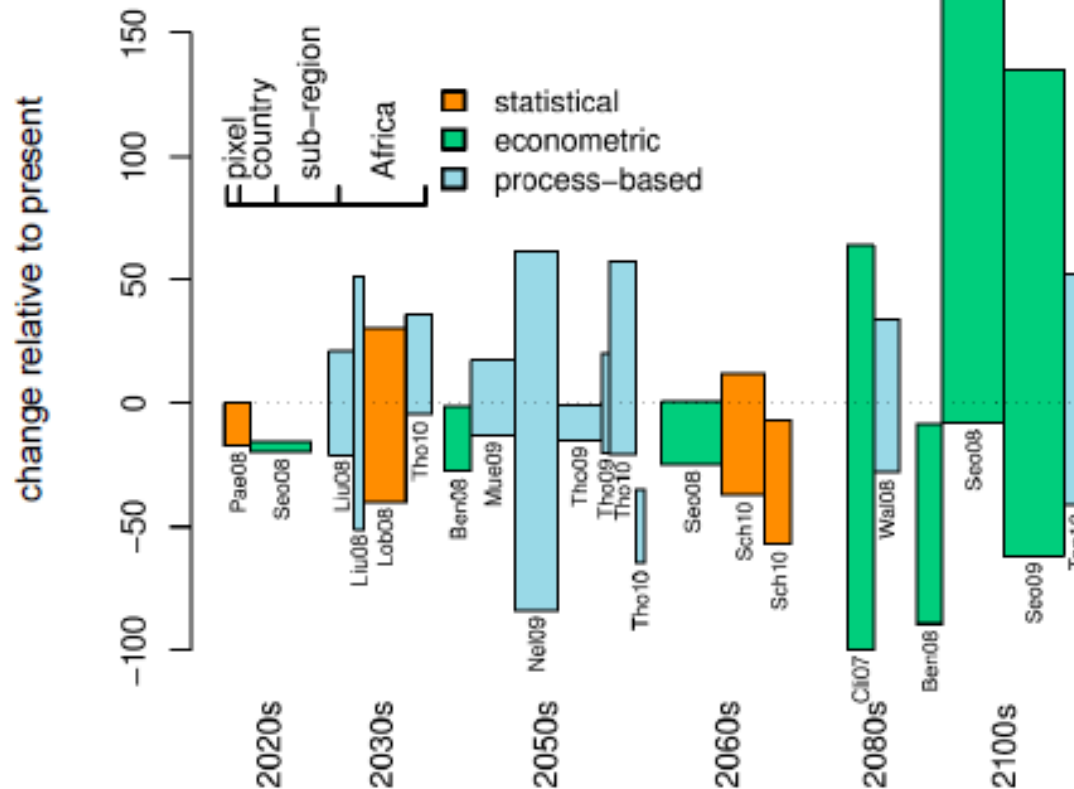 change relative to present
150
100
50
0
−50
−100
pixel
country
sub−region
Africa
statistical
econometric
process−based
Pae08
Seo08
Liu08
Liu08
Lob08
Tho10
Ben08
Mue09
Nel09
Tho09
Tho09
Tho10
Tho10
Seo08
Sch10
Sch10
Cli07
Wal08
Ben08
Seo08
Seo09
2020s
2030s
2050s
2060s
2080s
2100s